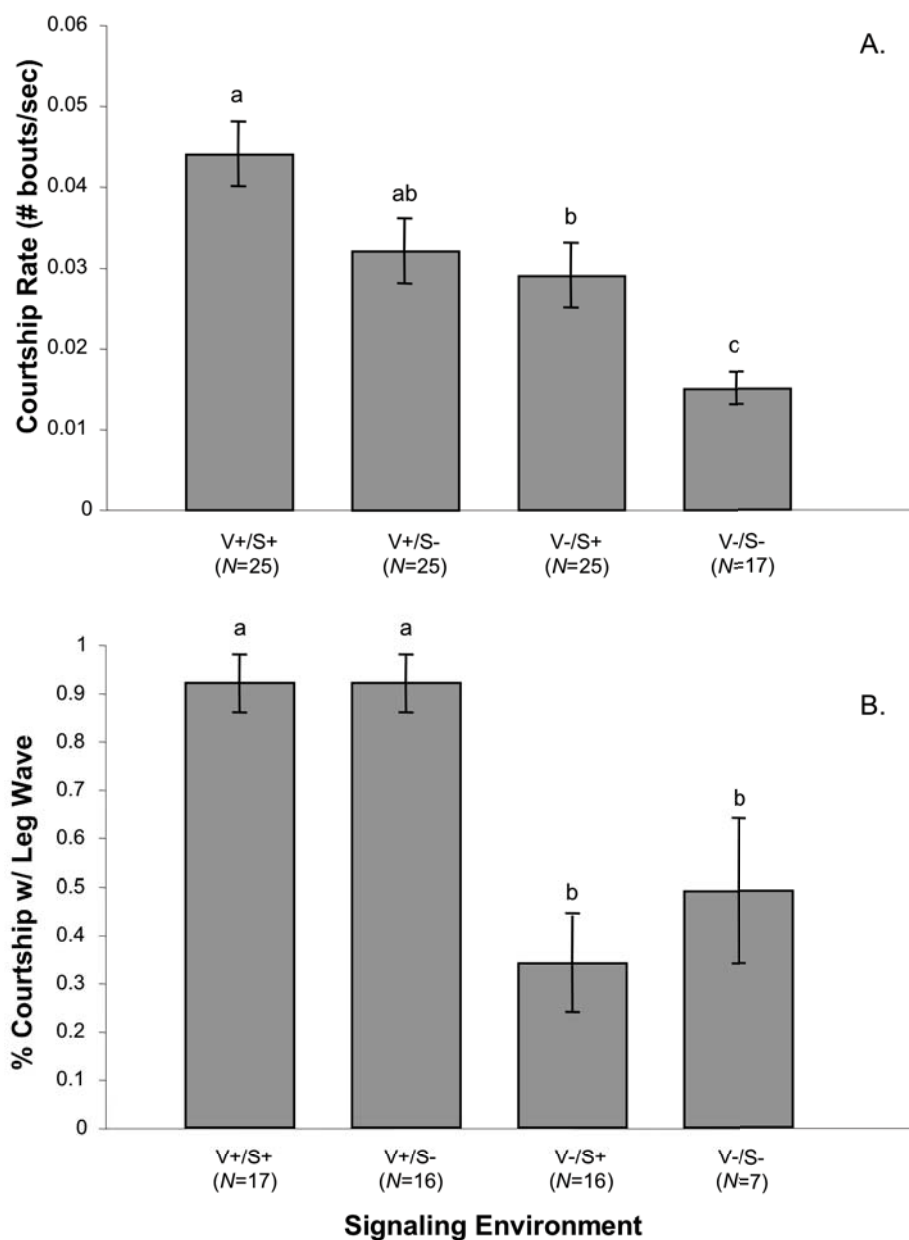 A.
Courtship Rate (# bouts/sec)
0.06
0.05
0.04
0.03
0.02
0.01
0
a
ab
b
c
V+/S+
(N=25)
V+/S-
(N=25)
V-/S+
(N=25)
V-/S-
(N=17)
B.
% Courtship w/ Leg Wave
1
0.9
0.8
0.7
0.6
0.5
0.4
0.3
0.2
0.1
0
a
a
b
b
V+/S+
(N=17)
V+/S-
(N=16)
V-/S+
(N=16)
V-/S-
(N=7)
Signaling Environment